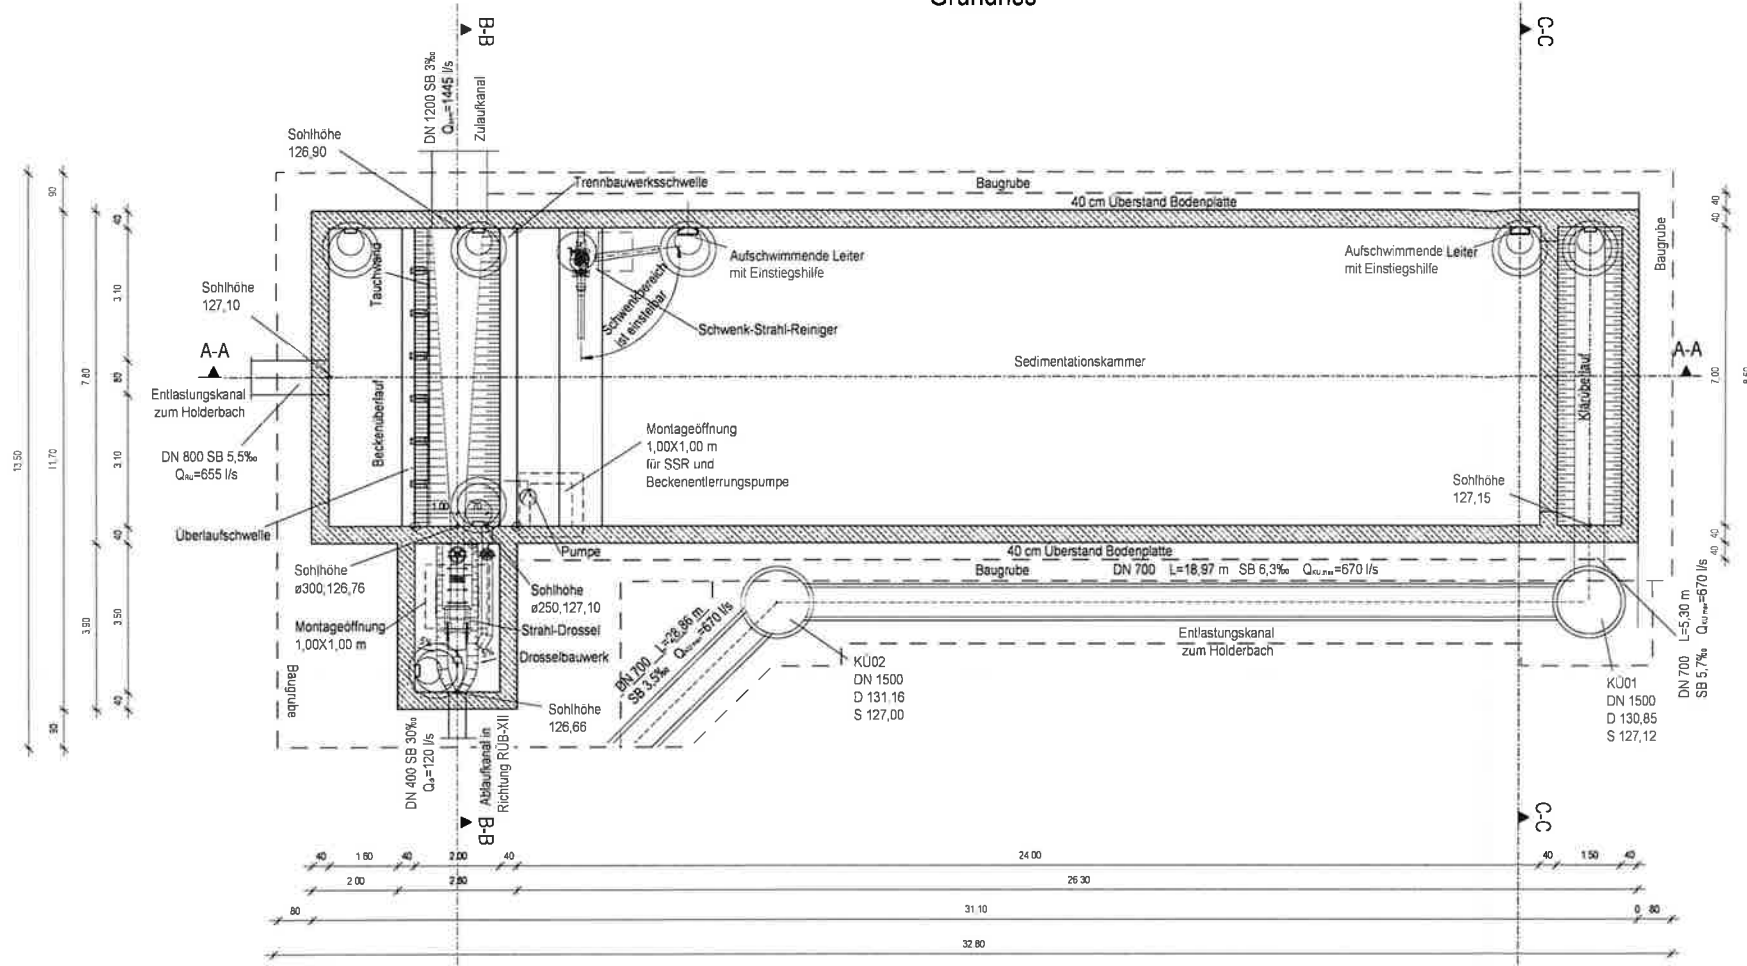 Grundriss
B-B
C-C
DN 1200 SB 3‰
=1445 l/s
Zulaufkanal
Sohlhöhe
126,90
Trennbauwerksschwelle
Baugrube
40 cm Überstand Bodenplatte
Baugrube
Tauchwand
Aufschwimmende Leiter
mit Einstiegshilfe
Aufschwimmende Leiter
mit Einstiegshilfe
Sohlhöhe
127,10
Schwenkbereich
ist einstelbar
Schwenk-Strahl-Reiniger
A-A
Sedimentationskammer
A-A
Entlastungskanal
zum Holderbach
Beckenüberlauf
Klärüberlauf
DN 800 SB 5,5‰
=655 l/s
Montageöffnung
1,00X1,00 m
für SSR und
Beckenentlerrungspumpe
Sohlhöhe
127,15
1.00
Überlaufschwelle
Pumpe
40 cm Überstand Bodenplatte
Sohlhöhe
ø300;126,76
Sohlhöhe
ø250,127,10
Baugrube
DN 700 L=18,97 m SB 6,3‰ =670 l/s
Montageöffnung
1,00X1,00 m
Strahl-Drossel
Drosselbauwerk
DN 700 L=28,86 m
SB 3,5‰ =670 l/s
Entlastungskanal
zum Holderbach
DN 700 L=5,30 m
SB 5,7‰ =670 l/s
KÜ02
DN 1500
D 131,16
S 127,00
KÜ01
DN 1500
D 130,85
S 127,12
Baugrube
Sohlhöhe
126,66
DN 400 SB 30‰
=120 l/s
Ablaufkanal in
Richtung RÜB-XII
B-B
C-C
13,50
90
11,70
90
7 80
3.90
40
3.10
80
3.10
40
3.50
40
40
40
7,00
40
40
40
1 60
40
2.00
40
24 00
40
1 50
40
2 00
2.80
26 30
80
31,10
0
80
32 80